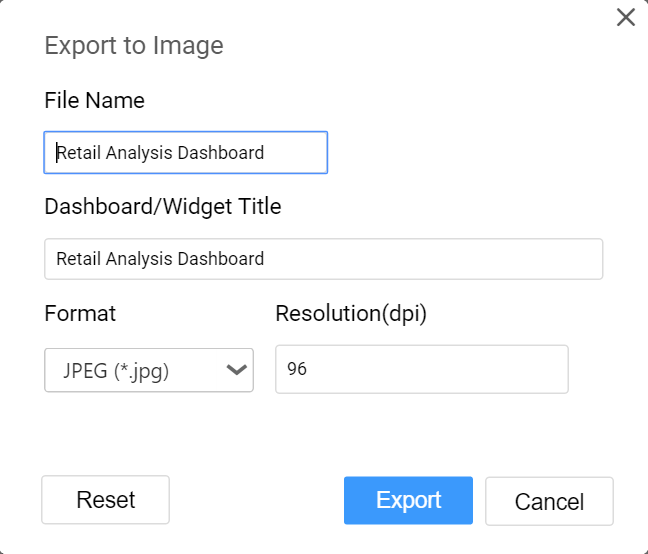 Export to Image
File Name
Retail Analysis Dashboard
Dashboard/Widget Title
Retail Analysis Dashboard
Format Resolution(dpi)
JPEG (*.jpg) 96
Reset Export Cancel